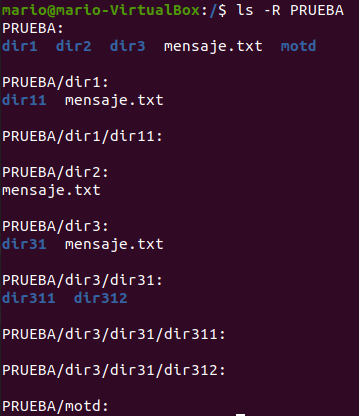 mario@mario-VirtualBox:/$ ls -R PRUEBA
PRUEBA:
dir1  dir2  dir3  mensaje.txt  motd

PRUEBA/dir1:
dir11  mensaje.txt

PRUEBA/dir1/dir11:

PRUEBA/dir2:
mensaje.txt

PRUEBA/dir3:
dir31  mensaje.txt

PRUEBA/dir3/dir31:
dir311  dir312

PRUEBA/dir3/dir31/dir311:

PRUEBA/dir3/dir31/dir312:

PRUEBA/motd: